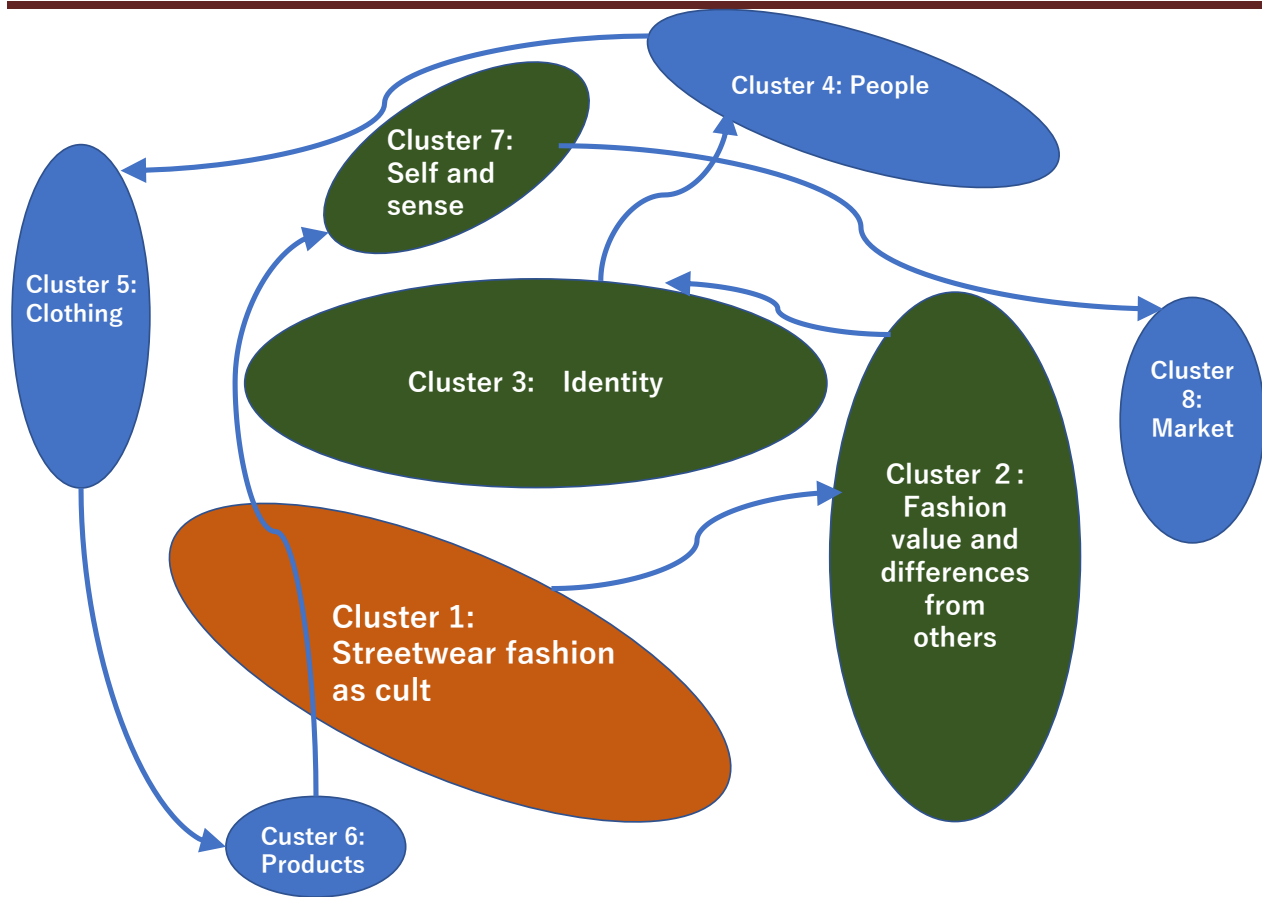 Cluster 4: People
Cluster 7:
Self and
sense
Cluster 5:
Clothing
Cluster 3: Identity
Cluster
8:
Market
Cluster 2:
Fashion
value and
differences
from
others
Cluster 1:
Streetwear fashion
as cult
Custer 6:
Products